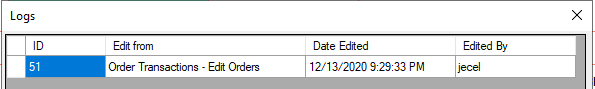 Logs
ID Edit from Date Edited Edited By
51 Order Transactions - Edit Orders 12/13/2020 9:29:33 PM jecel